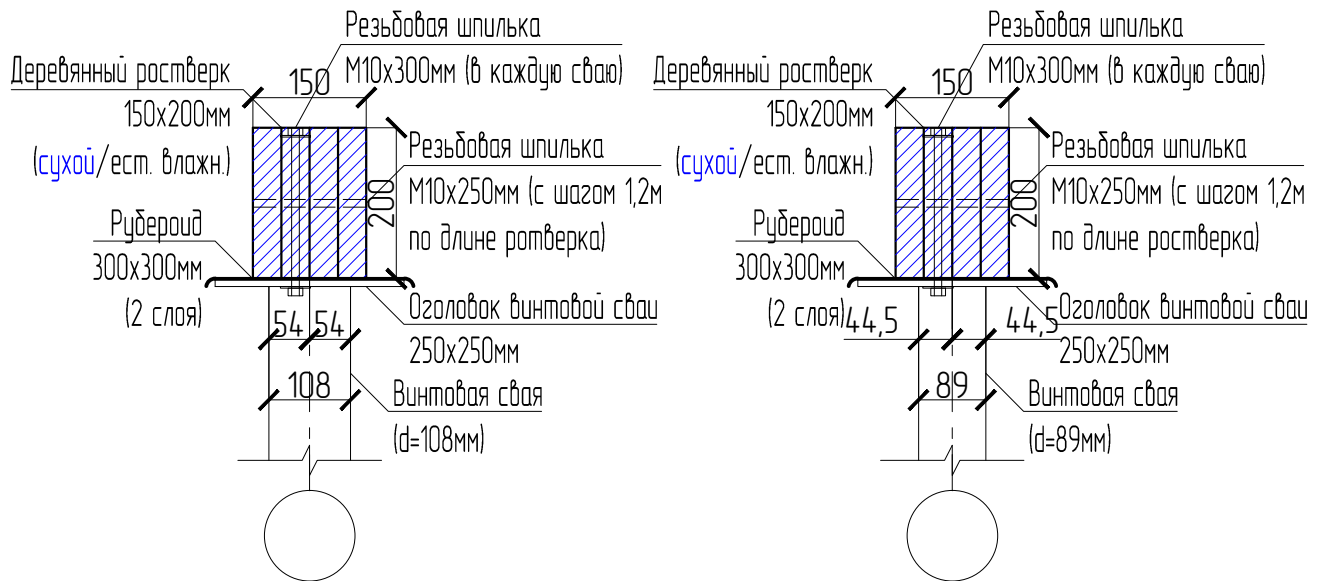 Резьбовая шпилька
М10х300мм (в каждую сваю)
Деревянный ростверк
150х200мм
(сухой/ест. влажн.)
150
200
Резьбовая шпилька
М10х250мм (с шагом 1,2м
по длине ротверка)
Рубероид
300х300мм
(2 слоя)
Оголовок винтовой сваи
250х250мм
54
54
108
Винтовая свая
(d=108мм)
Резьбовая шпилька
М10х300мм (в каждую сваю)
Деревянный ростверк
150х200мм
(сухой/ест. влажн.)
150
200
Резьбовая шпилька
М10х250мм (с шагом 1,2м
по длине ростверка)
Рубероид
300х300мм
(2 слоя)
Оголовок винтовой сваи
250х250мм
44,5
44,5
89
Винтовая свая
(d=89мм)